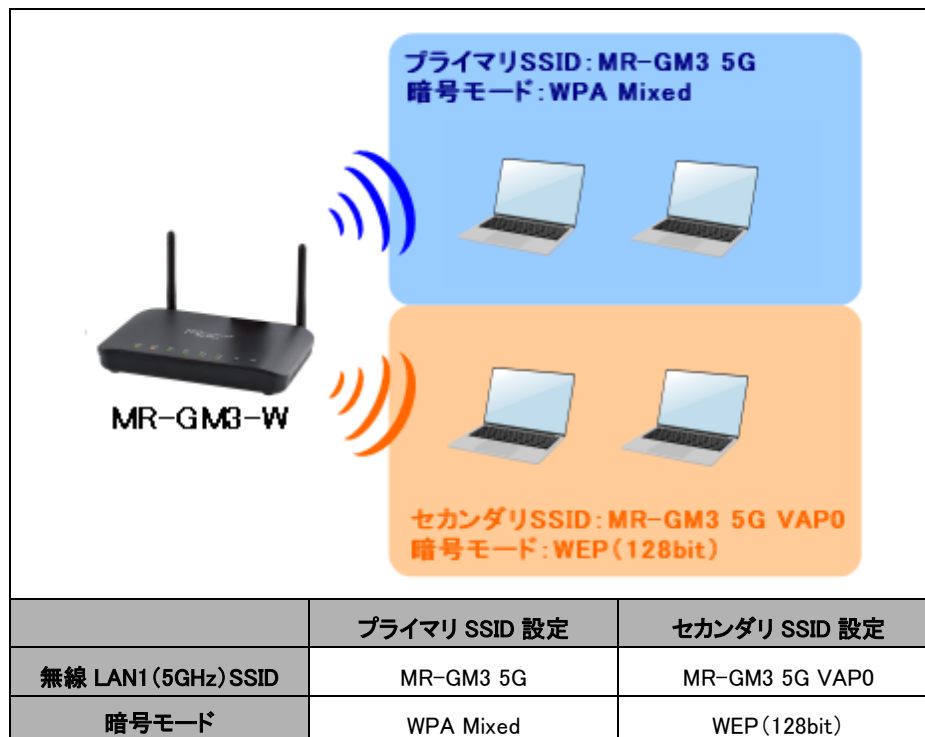 プライマリSSID：MR-GM3 5G
暗号モード：WPA Mixed
MR-GM3-W
セカンダリSSID：MR-GM3 5G VAP0
暗号モード：WEP（128bit）
プライマリ SSID 設定 セカンダリ SSID 設定
無線 LAN1（5GHz）SSID MR-GM3 5G MR-GM3 5G VAP0
暗号モード WPA Mixed WEP（128bit）